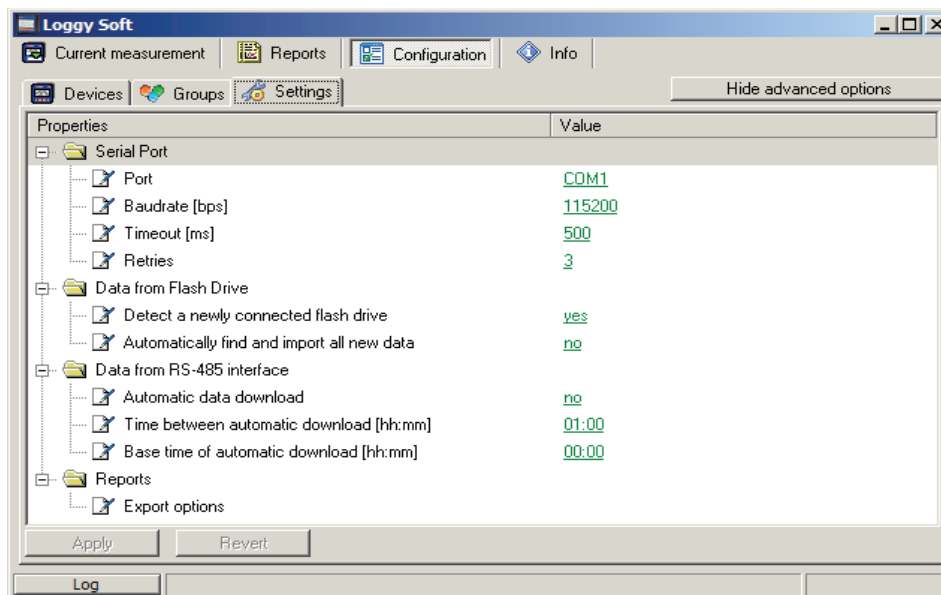 Loggy Soft
Current measurement Reports Configuration Info
Devices Groups Settings Hide advanced options
Properties Value
Serial Port
Port COM1
Baudrate [bps] 115200
Timeout [ms] 500
Retries 3
Data from Flash Drive
Detect a newly connected flash drive yes
Automatically find and import all new data no
Data from RS-485 interface
Automatic data download no
Time between automatic download [hh:mm] 01:00
Base time of automatic download [hh:mm] 00:00
Reports
Export options
Apply Revert
Log